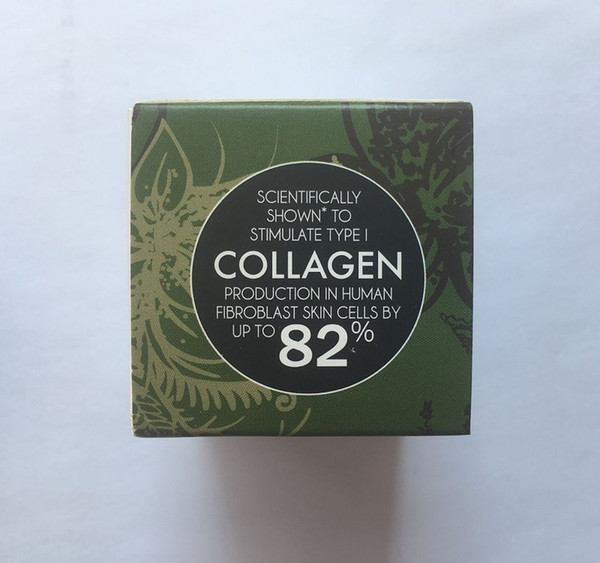 SCIENTIFICALLY
SHOWN* TO
STIMULATE TYPE I
COLLAGEN
PRODUCTION IN HUMAN
FIBROBLAST SKIN CELLS BY
UP TO 82%